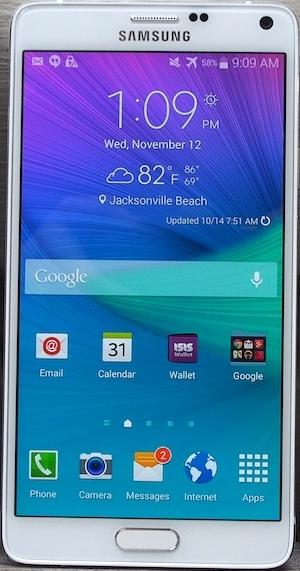 SAMSUNG
58% 9:09 AM
1:09 PM
Wed, November 12
82°F 86° 69°
Jacksonville Beach
Updated 10/14 7:51 AM
Google
31
ISIS Wallet
@
Email Calendar Wallet Google
2
Phone Camera Messages Internet Apps